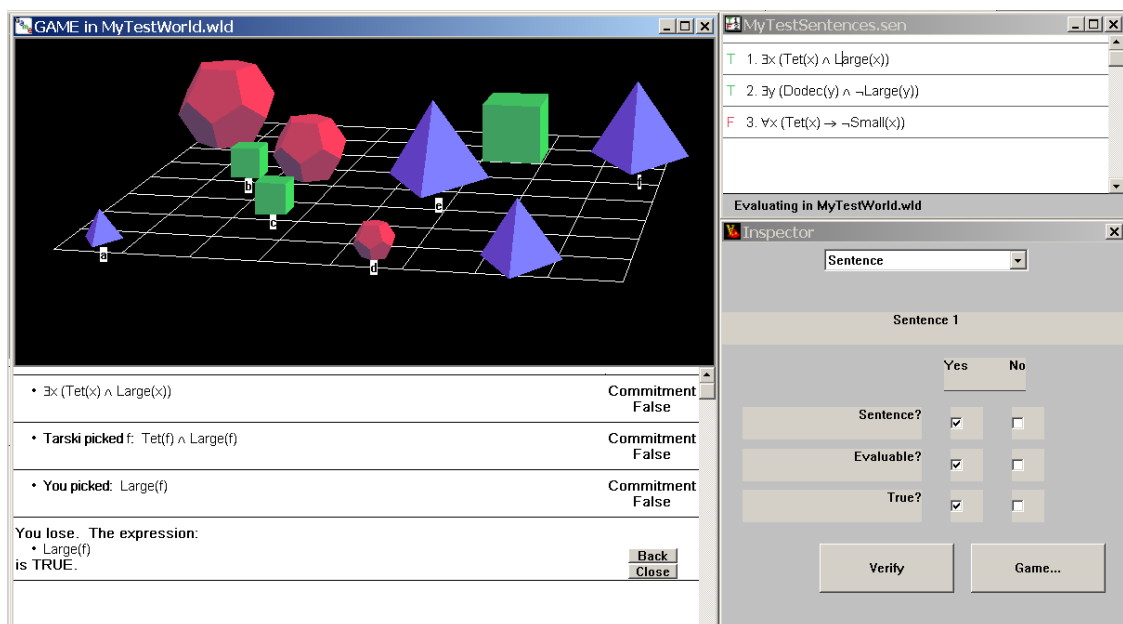 GAME in MyTestWorld.wld
b
c
a
d
e
f
• ∃x (Tet(x) ∧ Large(x))
Commitment
False
• Tarski picked f: Tet(f) ∧ Large(f)
Commitment
False
• You picked: Large(f)
Commitment
False
You lose. The expression:
• Large(f)
is TRUE.
Back
Close
MyTestSentences.sen
T 1. ∃x (Tet(x) ∧ Large(x))
T 2. ∃y (Dodec(y) ∧ ¬Large(y))
F 3. ∀x (Tet(x) → ¬Small(x))
Evaluating in MyTestWorld.wld
Inspector
Sentence
Sentence 1
Yes No
Sentence?
Evaluable?
True?
Verify Game...